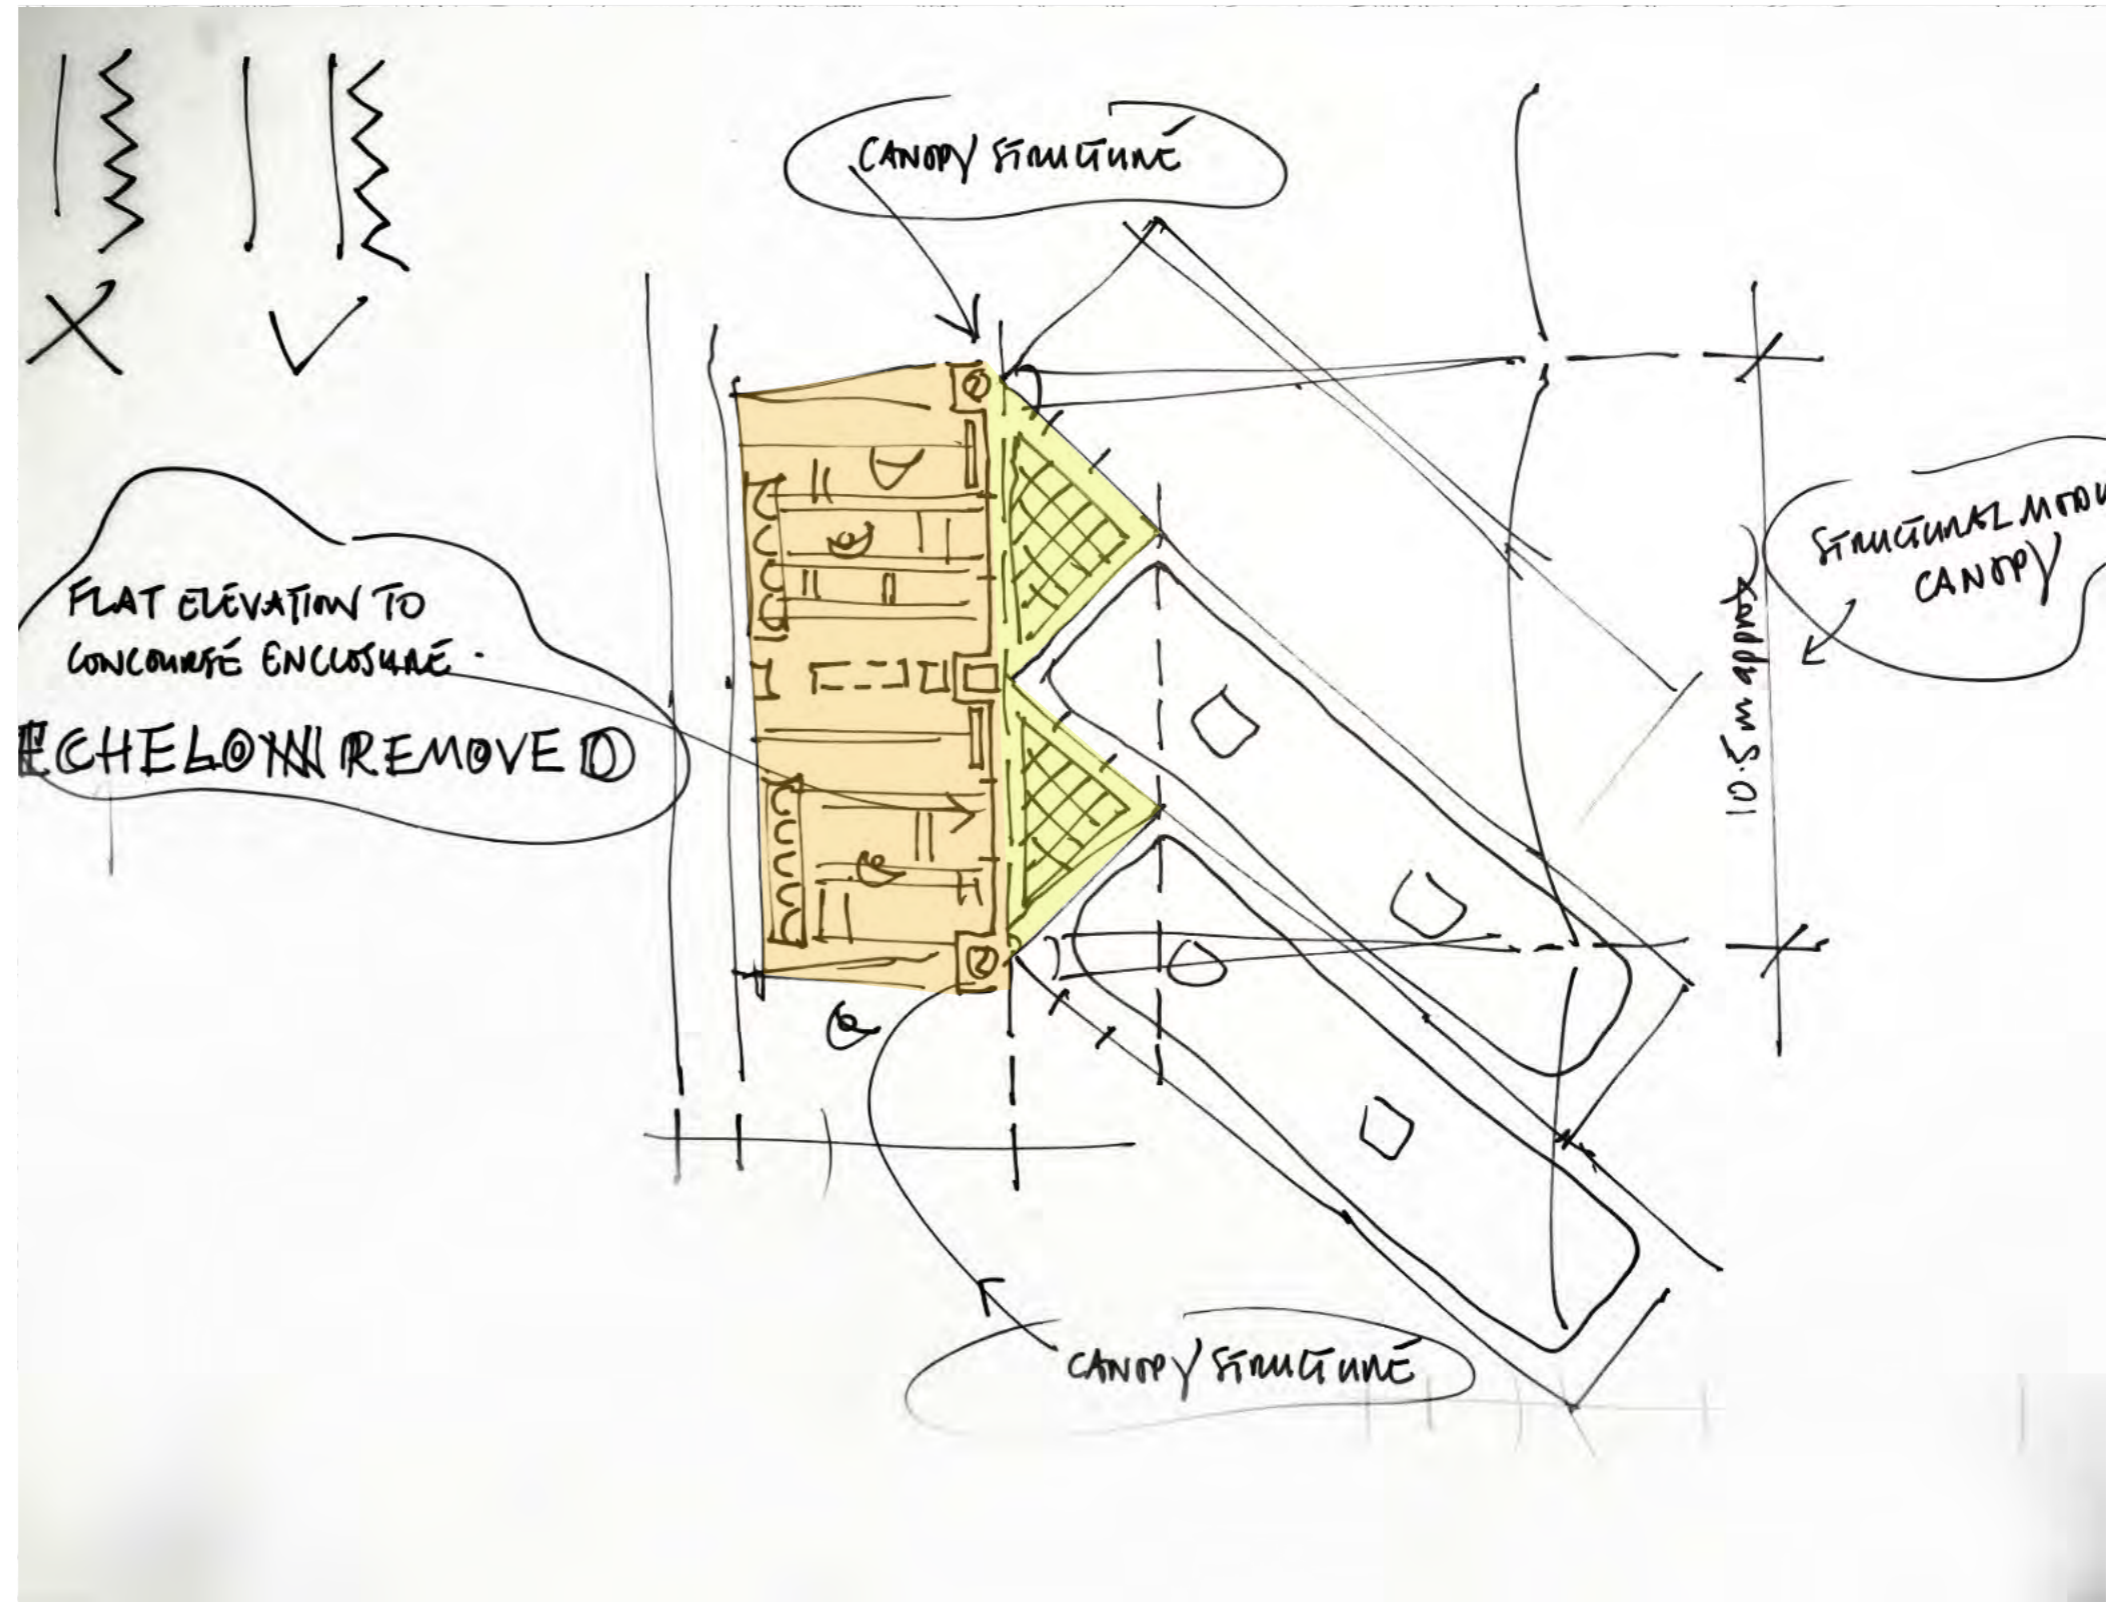 CANOPY STRUCTURE
FLAT ELEVATION TO
CONCOURSE ENCLOSURE.
ECHELON REMOVED
STRUCTURAL MODU
CANOPY
10.5m approx
CANOPY STRUCTURE